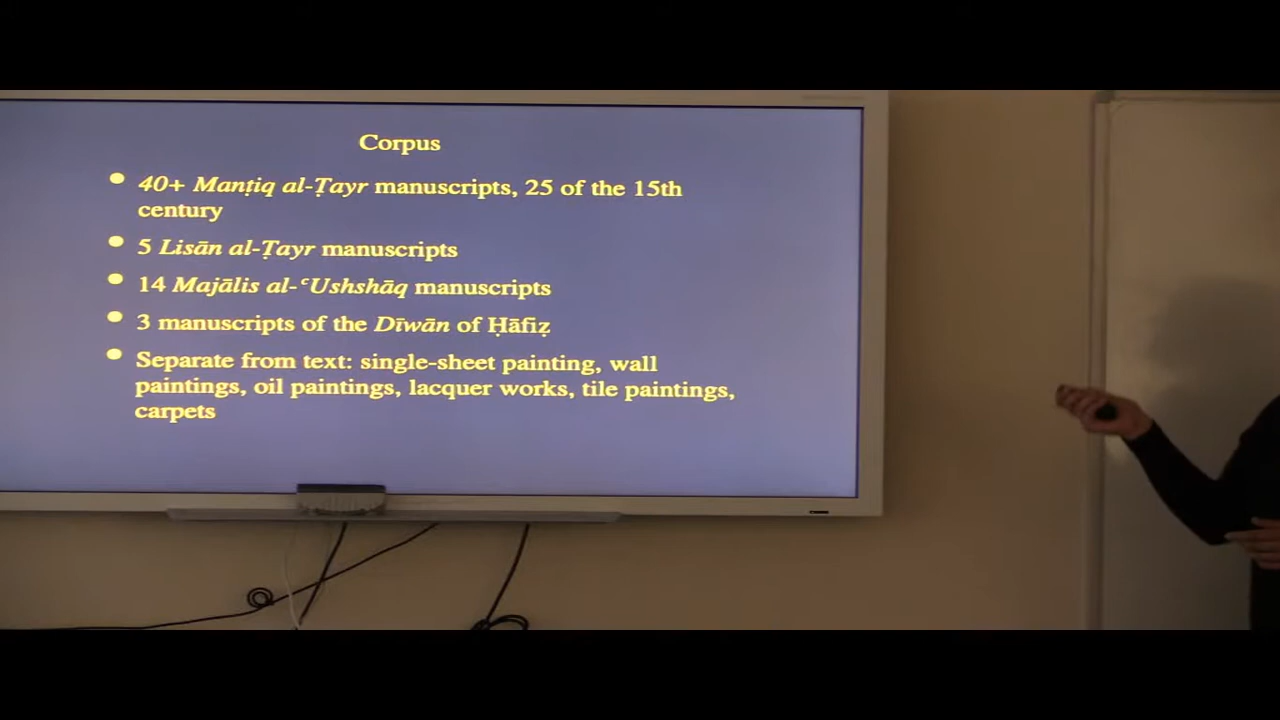 Corpus
• 40+ Manṭiq al-Ṭayr manuscripts, 25 of the 15th
century
• 5 Lisān al-Ṭayr manuscripts
• 14 Majālis al-ʿUshshāq manuscripts
• 3 manuscripts of the Dīwān of Ḥāfiẓ
• Separate from text: single-sheet painting, wall
paintings, oil paintings, lacquer works, tile paintings,
carpets